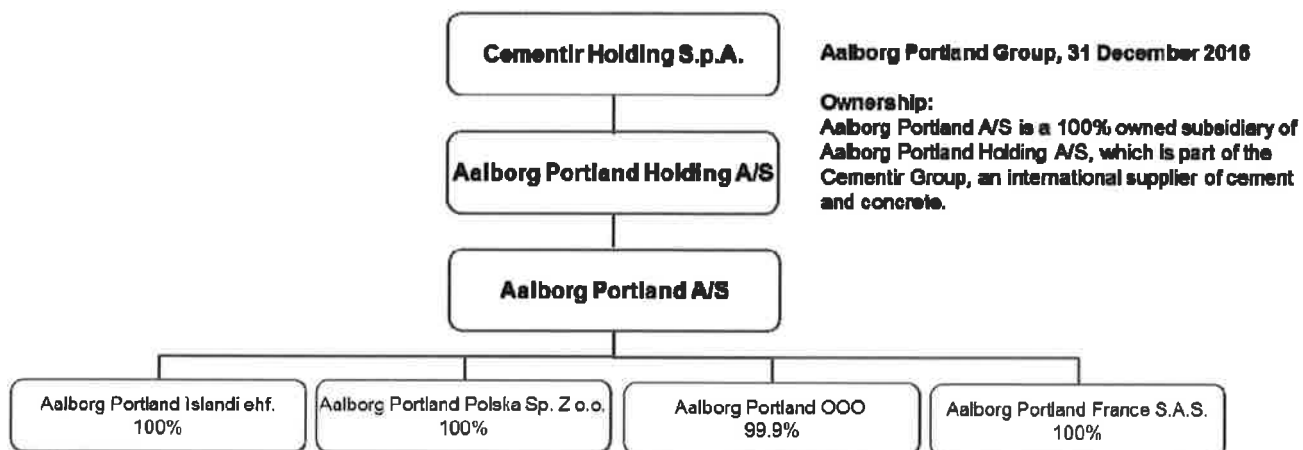 Cementir Holding S.p.A.
Aalborg Portland Group, 31 December 2016
Ownership:
Aalborg Portland A/S is a 100% owned subsidiary of
Aalborg Portland Holding A/S, which is part of the
Cementir Group, an international supplier of cement
and concrete.
Aalborg Portland Holding A/S
Aalborg Portland A/S
Aalborg Portland Íslandi ehf.
100%
Aalborg Portland Polska Sp. Z o.o.
100%
Aalborg Portland OOO
99.9%
Aalborg Portland France S.A.S.
100%